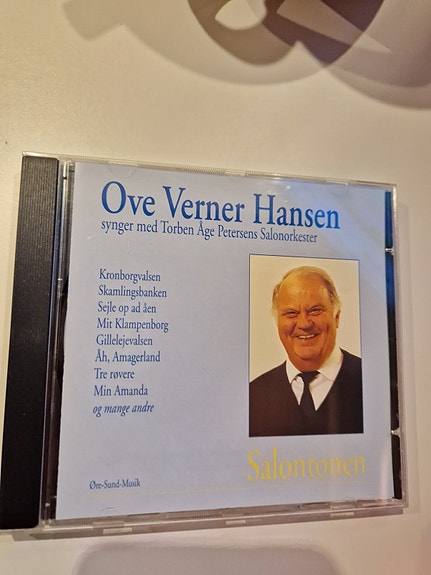 Ove Verner Hansen
synger med Torben Åge Petersens Salonorkester
Kronborgvalsen
Skamlingsbanken
Sejle op ad åen
Mit Klampenborg
Gillelejevalsen
Åh, Amagerland
Tre røvere
Min Amanda
og mange andre
Salontonen
Øre-Sund-Musik